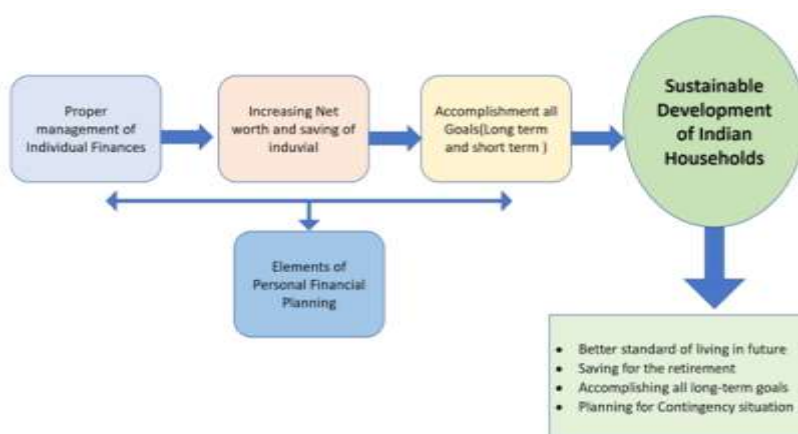 Proper
management of
Individual Finances
Increasing Net
worth and saving of
induvial
Accomplishment all
Goals(Long term
and short term )
Sustainable
Development
of Indian
Households
Elements of
Personal Financial
Planning
• Better standard of living in future
• Saving for the retirement
• Accomplishing all long-term goals
• Planning for Contingency situation